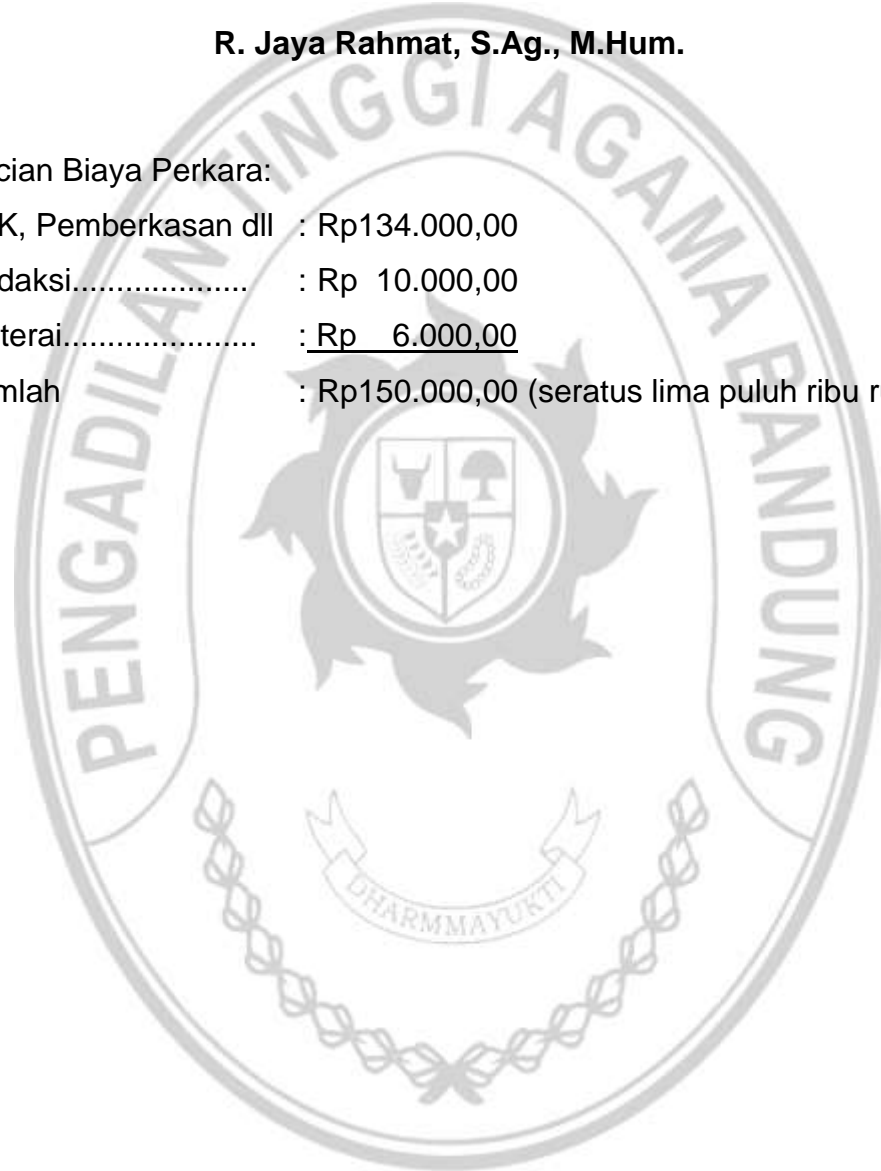 R. Jaya Rahmat, S.Ag., M.Hum.
cian Biaya Perkara:
K, Pemberkasan dll : Rp134.000,00
daksi.................... : Rp 10.000,00
terai...................... : Rp 6.000,00
mlah : Rp150.000,00 (seratus lima puluh ribu r
PENGADILAN TINGGI AGAMA BANDUNG
DHARMMAYUKTI